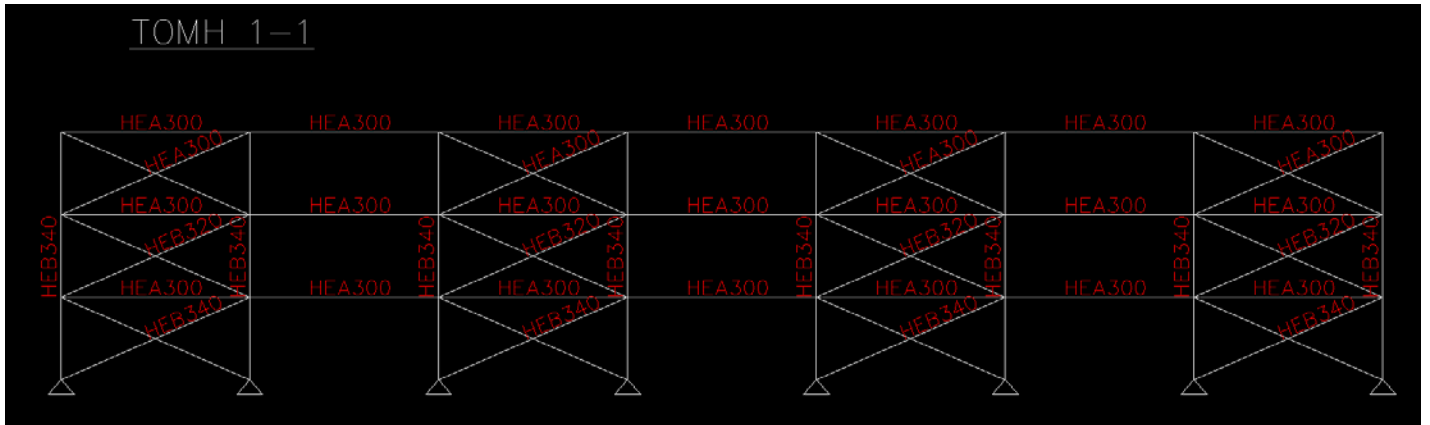 ΤΟΜΗ 1-1
HEA300 HEA300 HEA300 HEA300 HEA300 HEA300 HEA300
HEA300 HEA300 HEA300 HEA300
HEA300 HEA300 HEA300 HEA300 HEA300 HEA300 HEA300
HEB320 HEB320 HEB320 HEB320
HEB340 HEB340 HEB340 HEB340 HEB340 HEB340 HEB340 HEB340
HEA300 HEA300 HEA300 HEA300 HEA300 HEA300 HEA300
HEB340 HEB340 HEB340 HEB340